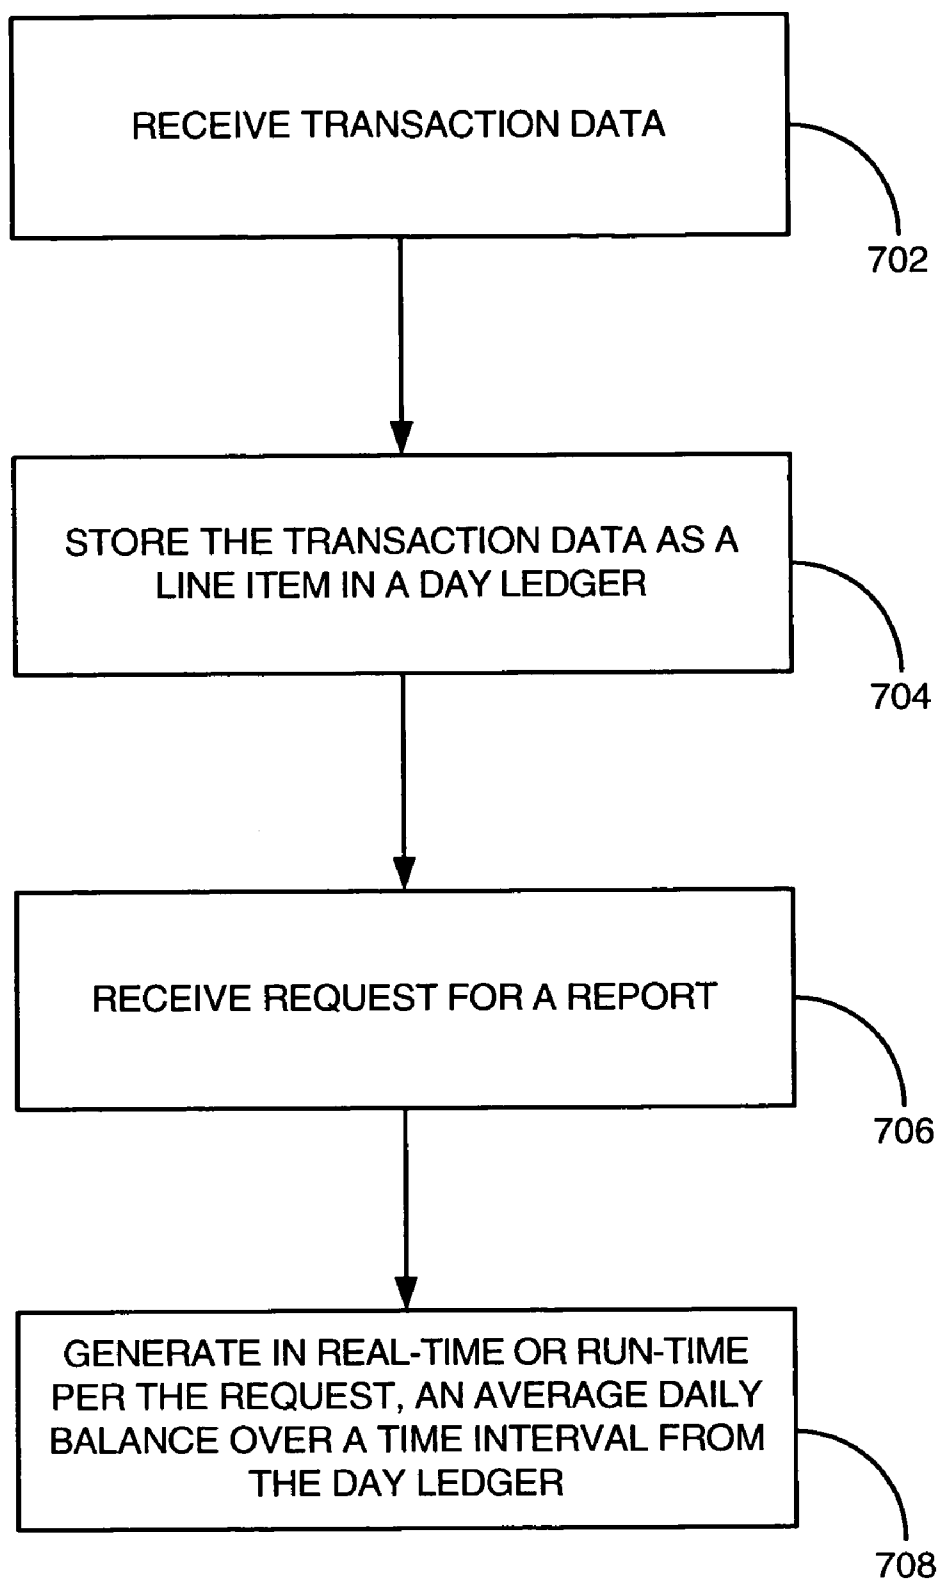 RECEIVE TRANSACTION DATA
702
STORE THE TRANSACTION DATA AS A
LINE ITEM IN A DAY LEDGER
704
RECEIVE REQUEST FOR A REPORT
706
GENERATE IN REAL-TIME OR RUN-TIME
PER THE REQUEST, AN AVERAGE DAILY
BALANCE OVER A TIME INTERVAL FROM
THE DAY LEDGER
708